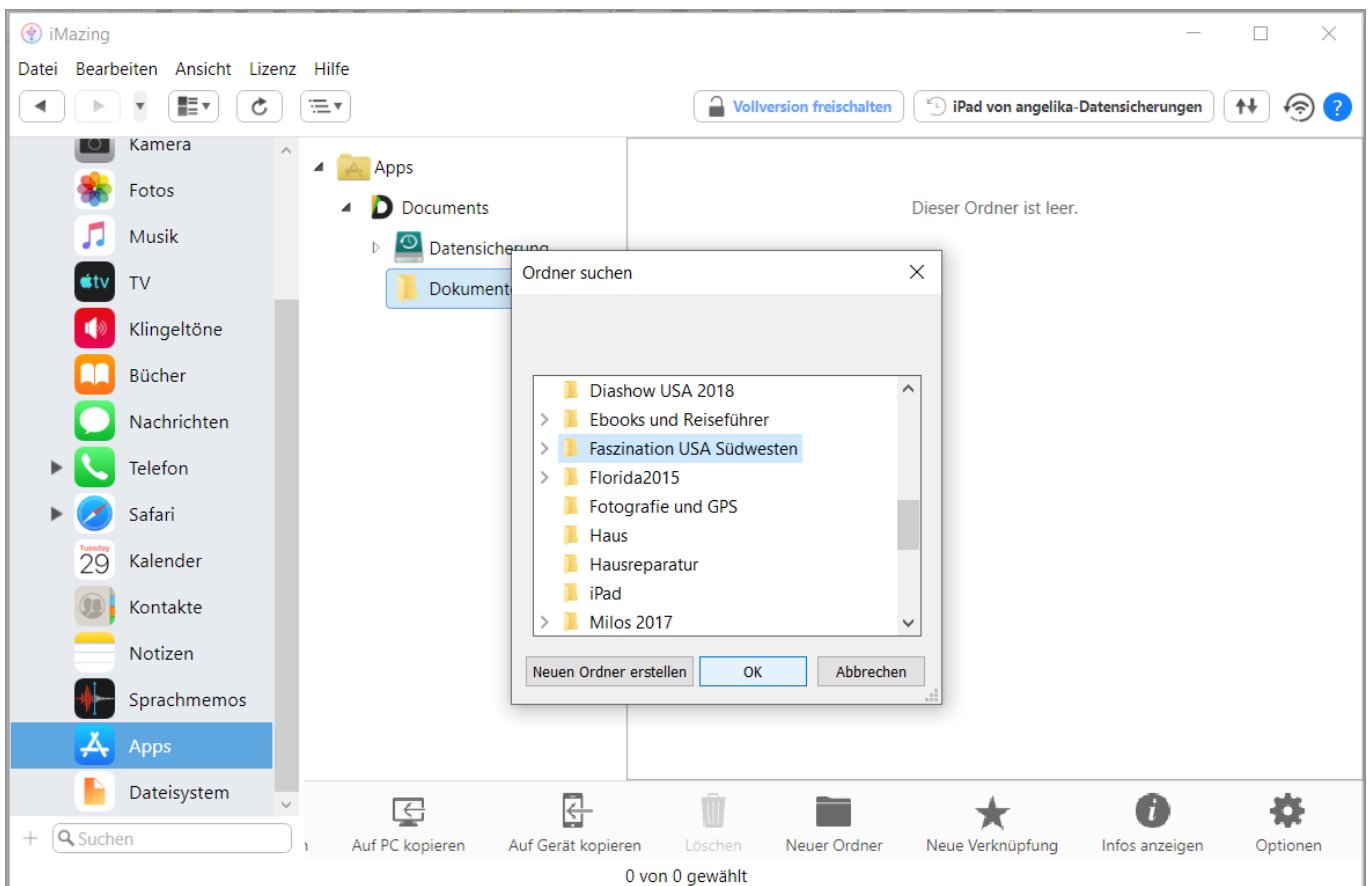 iMazing
Datei Bearbeiten Ansicht Lizenz Hilfe
Vollversion freischalten
iPad von angelika-Datensicherungen
?
Kamera
Fotos
Musik
tv TV
Klingeltöne
Bücher
Nachrichten
Telefon
Safari
Tuesday
29
Kalender
Kontakte
Notizen
Sprachmemos
Apps
Dateisystem
+ Suchen
Apps
Documents
Datensicherung
Dokument
Dieser Ordner ist leer.
Ordner suchen
Diashow USA 2018
Ebooks und Reiseführer
Faszination USA Südwesten
Florida2015
Fotografie und GPS
Haus
Hausreparatur
iPad
Milos 2017
Neuen Ordner erstellen OK Abbrechen
Auf PC kopieren Auf Gerät kopieren Löschen Neuer Ordner Neue Verknüpfung Infos anzeigen Optionen
0 von 0 gewählt